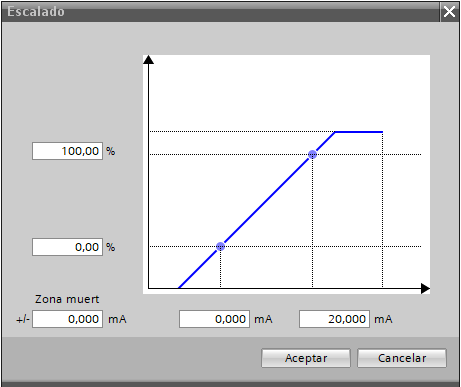 Escalado
100,00 %
0,00 %
Zona muert
+/- 0,000 mA 0,000 mA 20,000 mA
Aceptar Cancelar